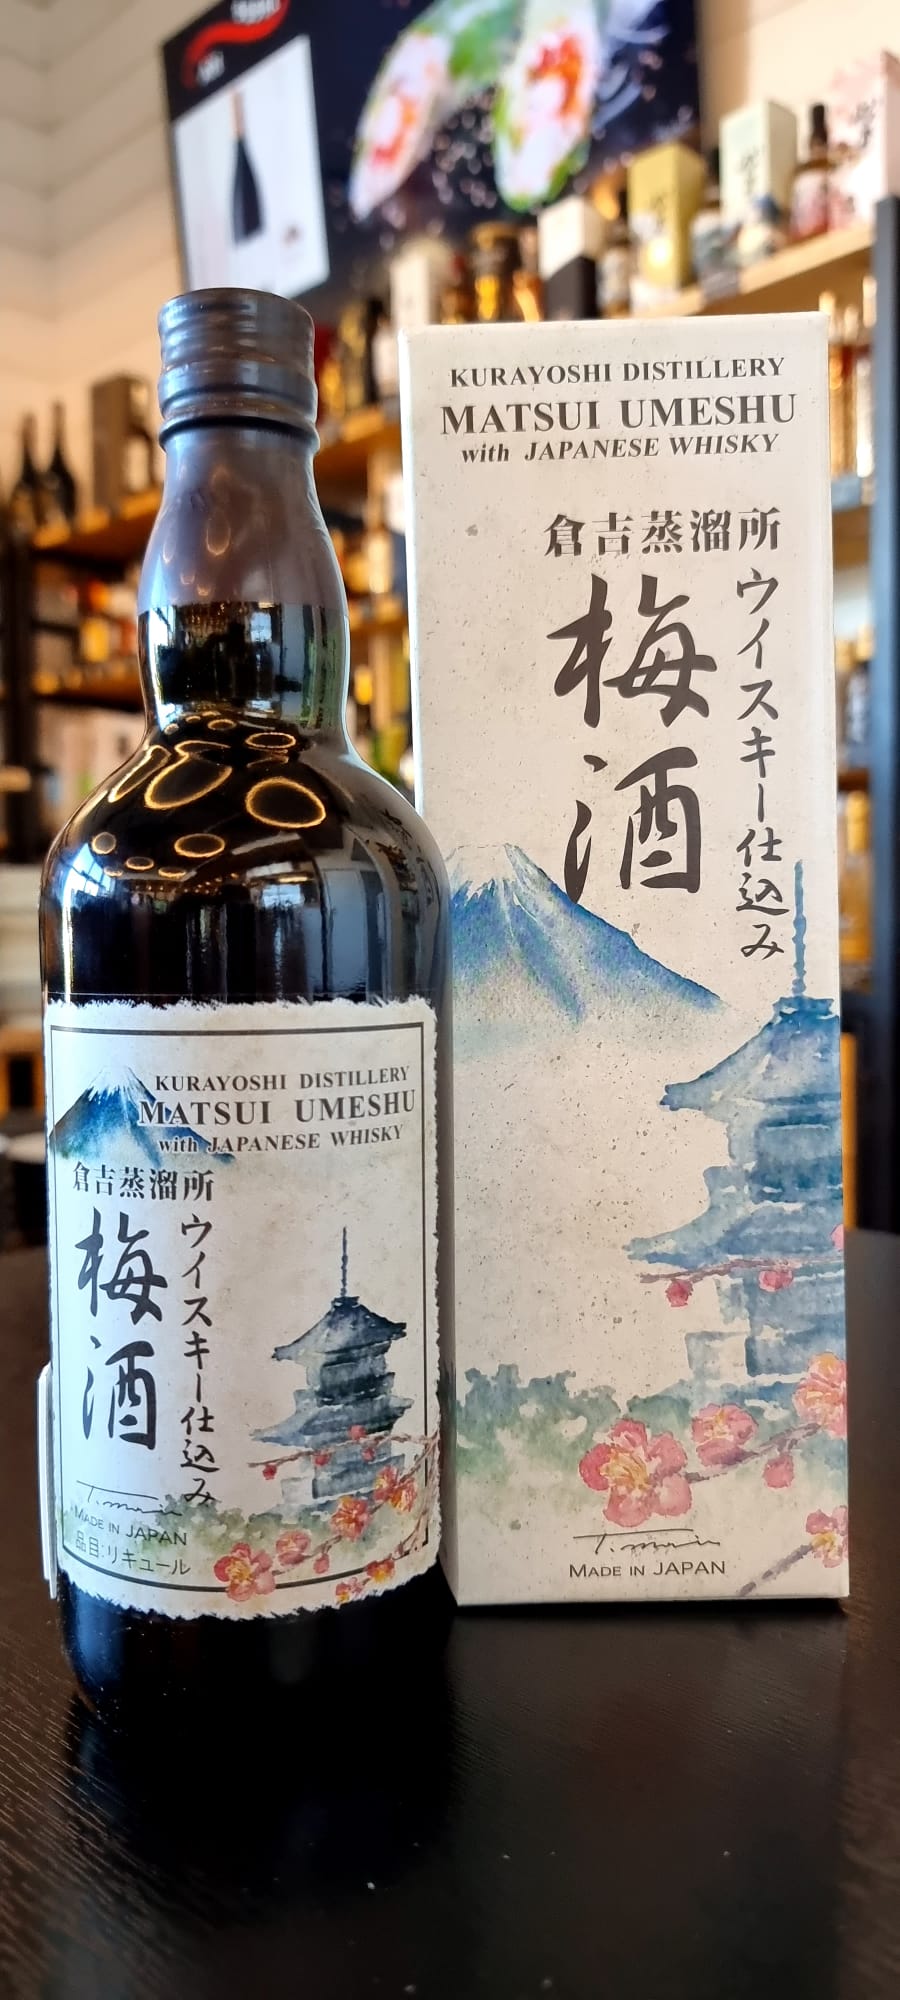 KURAYOSHI DISTILLERY
MATSUI UMESHU
with JAPANESE WHISKY
倉吉蒸溜所
ウイスキー仕込み
梅酒
MADE IN JAPAN
KURAYOSHI DISTILLERY
MATSUI UMESHU
with JAPANESE WHISKY
倉吉蒸溜所
ウイスキー仕込み
梅酒
MADE IN JAPAN
品目:リキュール